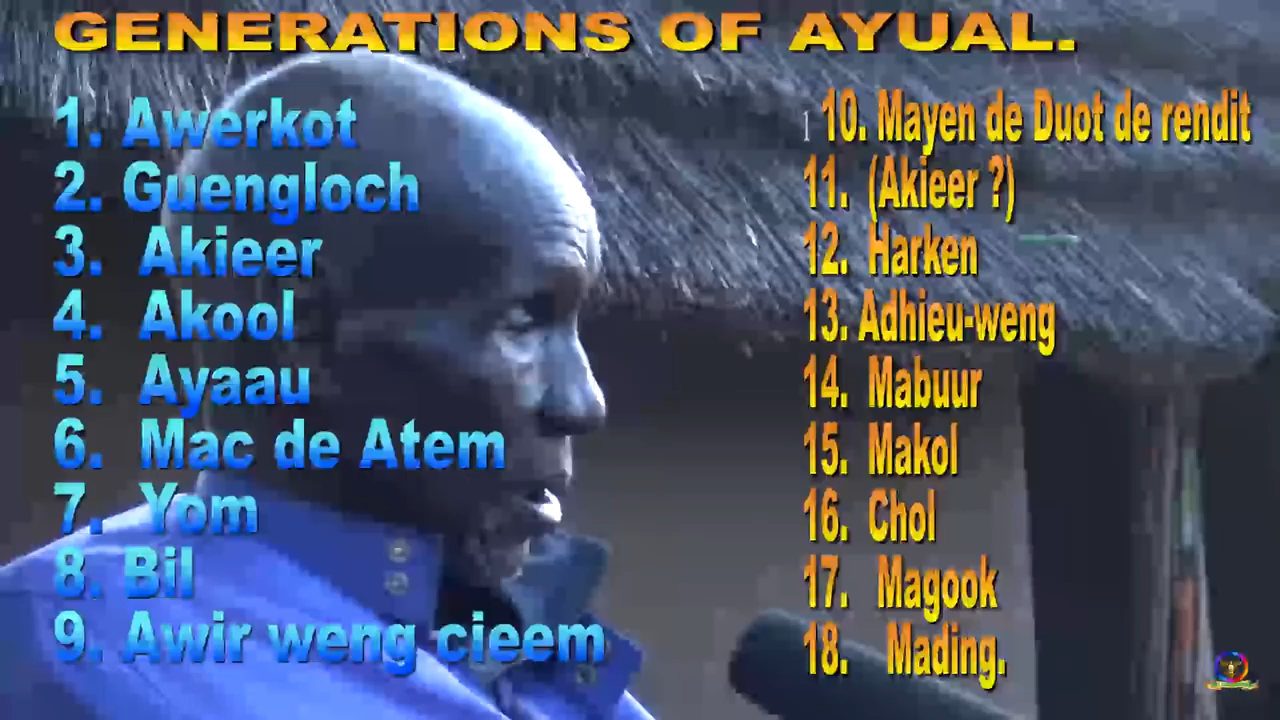 GENERATIONS OF AYUAL.
1. Awerkot
2. Guengloch
3. Akieer
4. Akool
5. Ayaau
6. Mac de Atem
7. Yom
8. Bil
9. Awir weng cieem
10. Mayen de Duot de rendit
11. (Akieer ?)
12. Harken
13. Adhieu-weng
14. Mabuur
15. Makol
16. Chol
17. Magook
18. Mading.